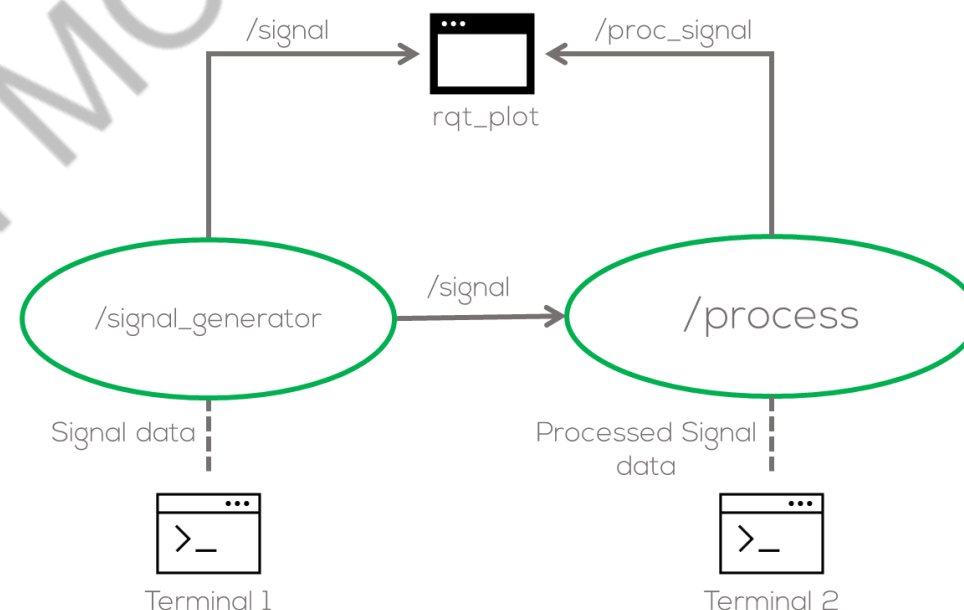 /signal
/proc_signal
rqt_plot
/signal_generator
/signal
/process
Signal data
Processed Signal
data
>_
>_
Terminal 1
Terminal 2